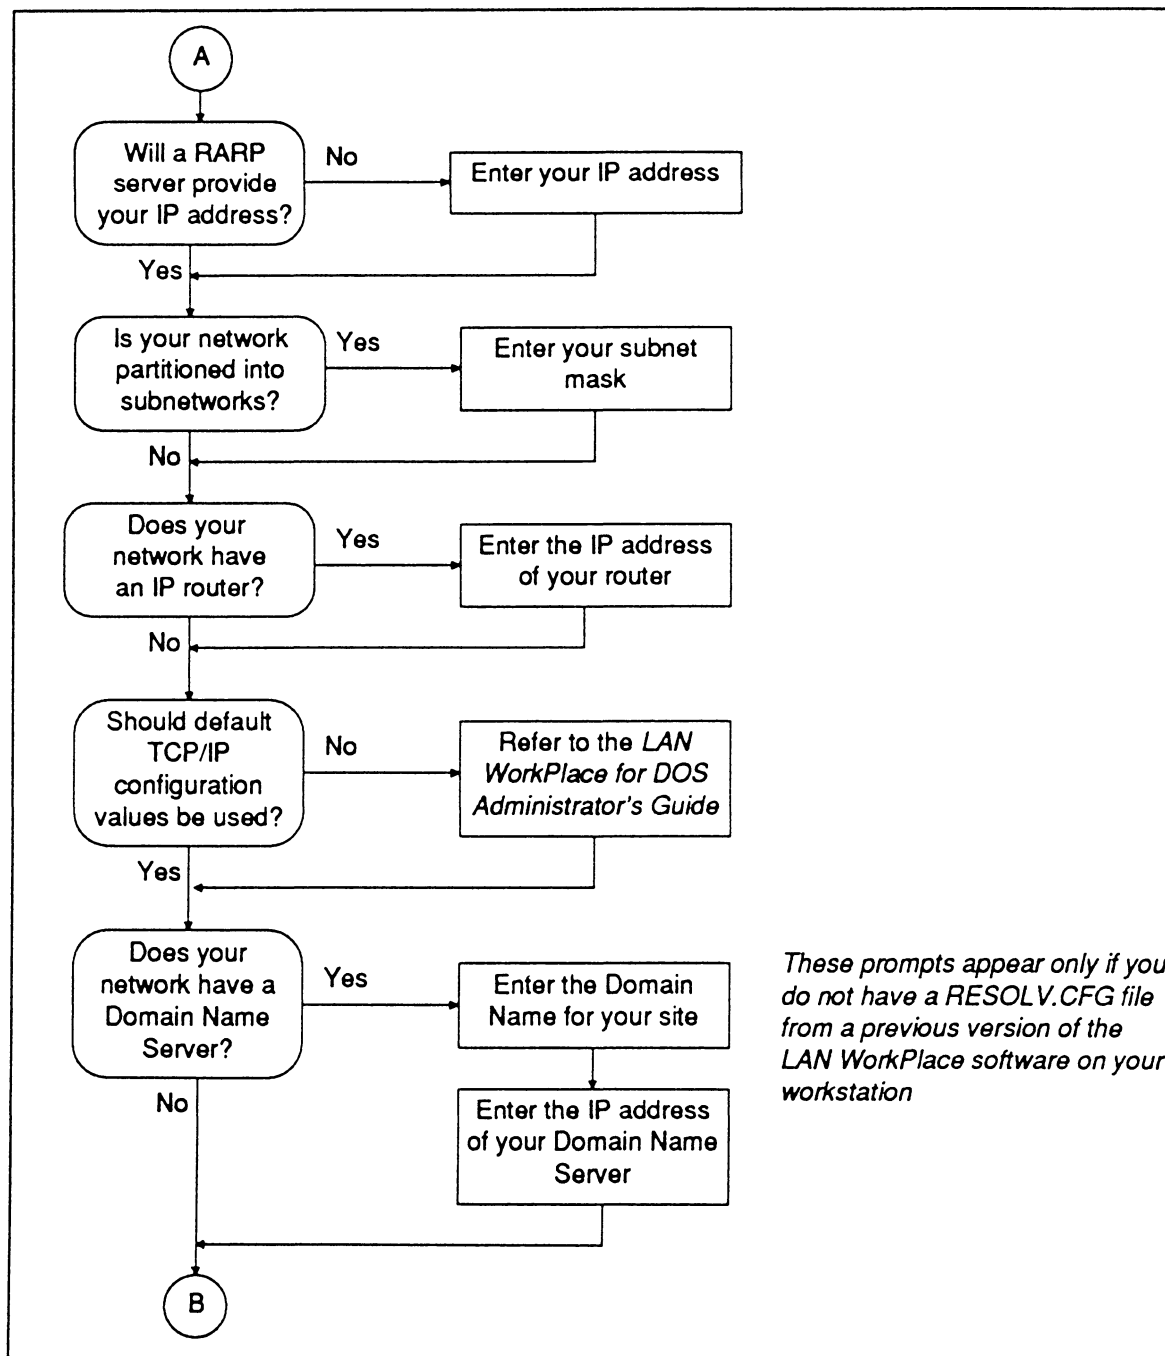 A
Will a RARP
server provide
your IP address?
No
Enter your IP address
Yes
Is your network
partitioned into
subnetworks?
Yes
Enter your subnet
mask
No
Does your
network have
an IP router?
Yes
Enter the IP address
of your router
No
Should default
TCP/IP
configuration
values be used?
No
Refer to the LAN
WorkPlace for DOS
Administrator's Guide
Yes
Does your
network have a
Domain Name
Server?
Yes
Enter the Domain
Name for your site
These prompts appear only if you
do not have a RESOLV.CFG file
from a previous version of the
LAN WorkPlace software on your
workstation
No
Enter the IP address
of your Domain Name
Server
B